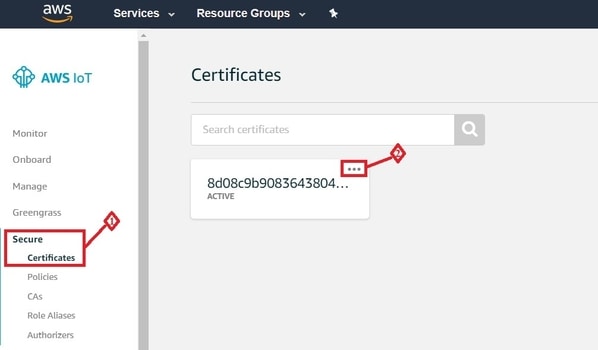 aws Services Resource Groups
AWS IoT
Monitor
Onboard
Manage
Greengrass
Secure
Certificates
Policies
CAs
Role Aliases
Authorizers
1
Certificates
Search certificates
2
...
8d08c9b9083643804...
ACTIVE